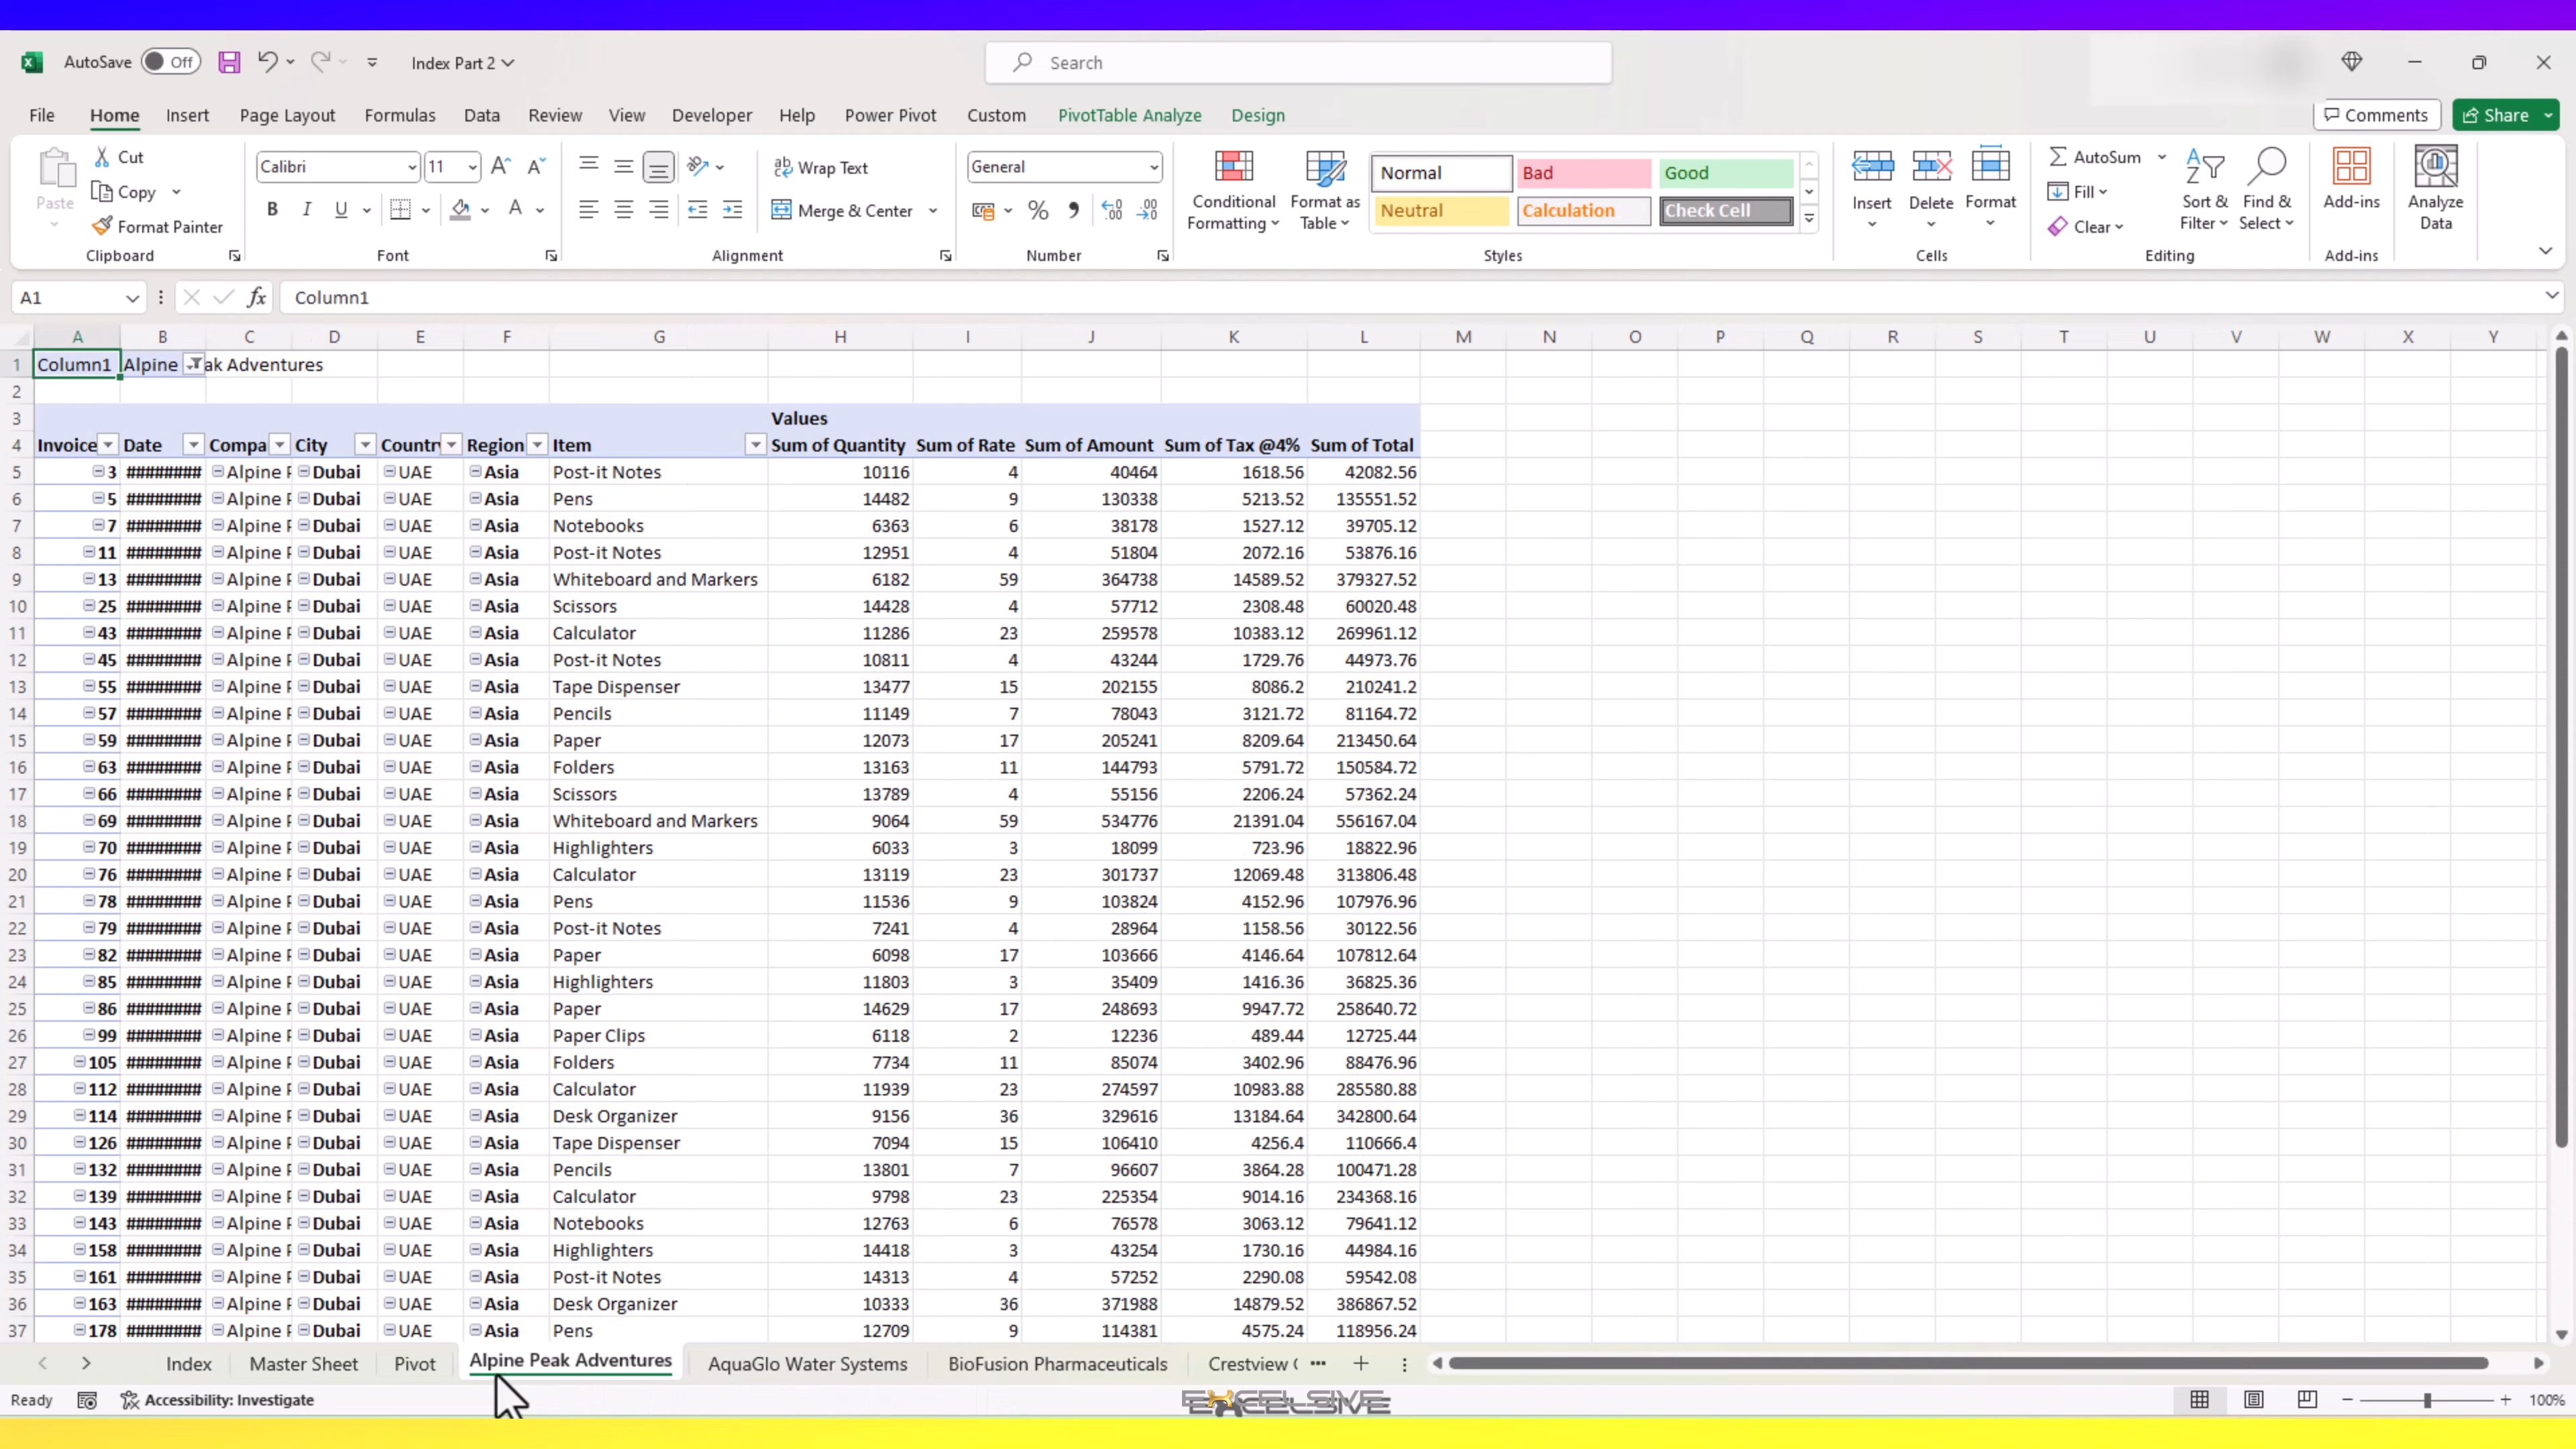 AutoSave Off Index Part 2 Search
File Home Insert Page Layout Formulas Data Review View Developer Help Power Pivot Custom PivotTable Analyze Design Comments Share
Paste Cut Copy Format Painter Clipboard
Calibri 11 B I U A Font
ab Wrap Text Merge & Center Alignment
General % Number
Conditional Formatting Format as Table Normal Bad Good Neutral Calculation Check Cell Styles
Insert Delete Format Cells
AutoSum Fill Clear Sort & Filter Find & Select Editing
Add-ins Add-ins Analyze Data
A1 fx Column1
A B C D E F G H I J K L M N O P Q R S T U V W X Y
1 Column1 Alpine ak Adventures
2
3 Values
4 Invoice Date Compa City Countr Region Item Sum of Quantity Sum of Rate Sum of Amount Sum of Tax @4% Sum of Total
5 3 ######## Alpine P Dubai UAE Asia Post-it Notes 10116 4 40464 1618.56 42082.56
6 5 ######## Alpine P Dubai UAE Asia Pens 14482 9 130338 5213.52 135551.52
7 7 ######## Alpine P Dubai UAE Asia Notebooks 6363 6 38178 1527.12 39705.12
8 11 ######## Alpine P Dubai UAE Asia Post-it Notes 12951 4 51804 2072.16 53876.16
9 13 ######## Alpine P Dubai UAE Asia Whiteboard and Markers 6182 59 364738 14589.52 379327.52
10 25 ######## Alpine P Dubai UAE Asia Scissors 14428 4 57712 2308.48 60020.48
11 43 ######## Alpine P Dubai UAE Asia Calculator 11286 23 259578 10383.12 269961.12
12 45 ######## Alpine P Dubai UAE Asia Post-it Notes 10811 4 43244 1729.76 44973.76
13 55 ######## Alpine P Dubai UAE Asia Tape Dispenser 13477 15 202155 8086.2 210241.2
14 57 ######## Alpine P Dubai UAE Asia Pencils 11149 7 78043 3121.72 81164.72
15 59 ######## Alpine P Dubai UAE Asia Paper 12073 17 205241 8209.64 213450.64
16 63 ######## Alpine P Dubai UAE Asia Folders 13163 11 144793 5791.72 150584.72
17 66 ######## Alpine P Dubai UAE Asia Scissors 13789 4 55156 2206.24 57362.24
18 69 ######## Alpine P Dubai UAE Asia Whiteboard and Markers 9064 59 534776 21391.04 556167.04
19 70 ######## Alpine P Dubai UAE Asia Highlighters 6033 3 18099 723.96 18822.96
20 76 ######## Alpine P Dubai UAE Asia Calculator 13119 23 301737 12069.48 313806.48
21 78 ######## Alpine P Dubai UAE Asia Pens 11536 9 103824 4152.96 107976.96
22 79 ######## Alpine P Dubai UAE Asia Post-it Notes 7241 4 28964 1158.56 30122.56
23 82 ######## Alpine P Dubai UAE Asia Paper 6098 17 103666 4146.64 107812.64
24 85 ######## Alpine P Dubai UAE Asia Highlighters 11803 3 35409 1416.36 36825.36
25 86 ######## Alpine P Dubai UAE Asia Paper 14629 17 248693 9947.72 258640.72
26 99 ######## Alpine P Dubai UAE Asia Paper Clips 6118 2 12236 489.44 12725.44
27 105 ######## Alpine P Dubai UAE Asia Folders 7734 11 85074 3402.96 88476.96
28 112 ######## Alpine P Dubai UAE Asia Calculator 11939 23 274597 10983.88 285580.88
29 114 ######## Alpine P Dubai UAE Asia Desk Organizer 9156 36 329616 13184.64 342800.64
30 126 ######## Alpine P Dubai UAE Asia Tape Dispenser 7094 15 106410 4256.4 110666.4
31 132 ######## Alpine P Dubai UAE Asia Pencils 13801 7 96607 3864.28 100471.28
32 139 ######## Alpine P Dubai UAE Asia Calculator 9798 23 225354 9014.16 234368.16
33 143 ######## Alpine P Dubai UAE Asia Notebooks 12763 6 76578 3063.12 79641.12
34 158 ######## Alpine P Dubai UAE Asia Highlighters 14418 3 43254 1730.16 44984.16
35 161 ######## Alpine P Dubai UAE Asia Post-it Notes 14313 4 57252 2290.08 59542.08
36 163 ######## Alpine P Dubai UAE Asia Desk Organizer 10333 36 371988 14879.52 386867.52
37 178 ######## Alpine P Dubai UAE Asia Pens 12709 9 114381 4575.24 118956.24
Index Master Sheet Pivot Alpine Peak Adventures AquaGlo Water Systems BioFusion Pharmaceuticals Crestview
Ready Accessibility: Investigate EXCELSIVE 100%